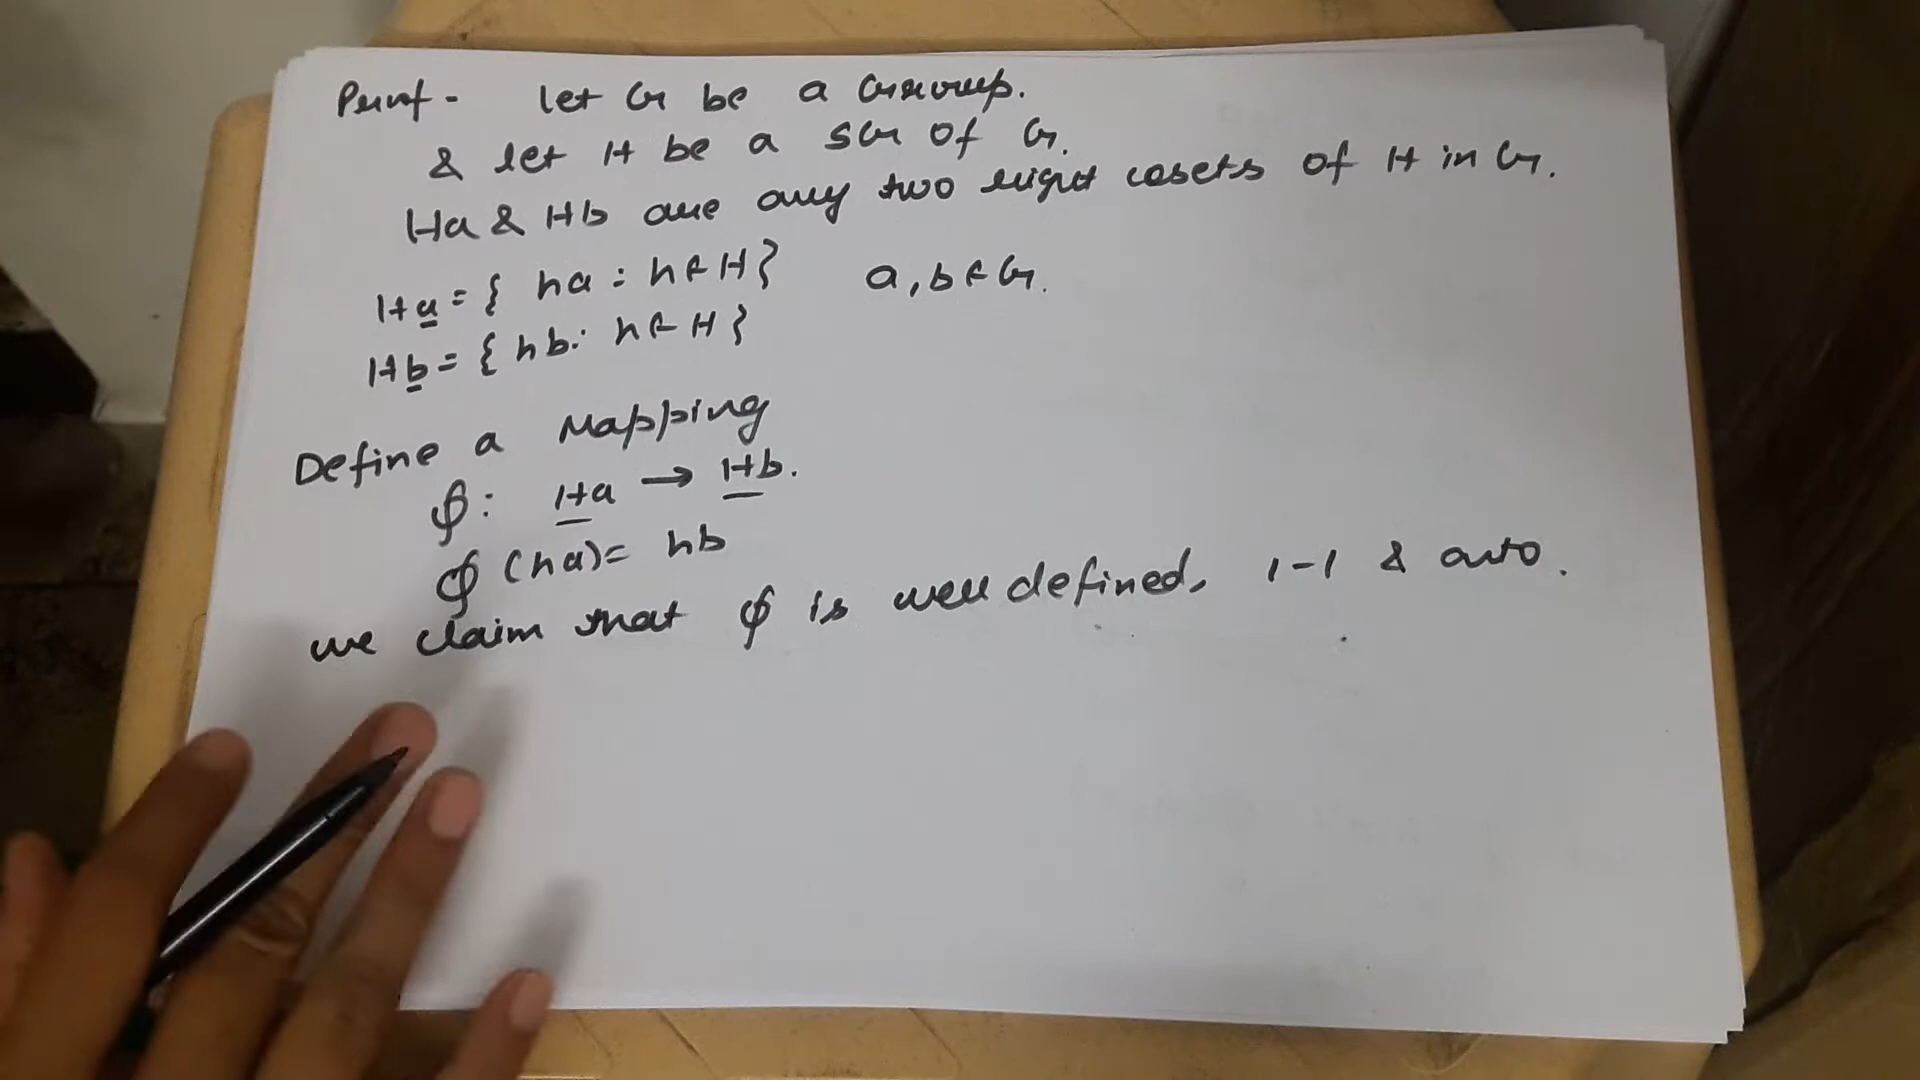 Proof - let G be a Group.
& let H be a SG of G.
Ha & Hb are any two right cosets of H in G.
Ha = { ha : h ∈ H } a, b ∈ G.
Hb = { hb : h ∈ H }
Define a Mapping
φ : Ha → Hb.
φ (ha) = hb
we claim that φ is well defined, 1-1 & onto.